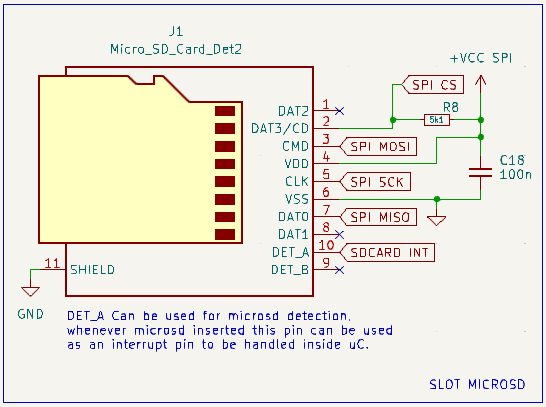 J1
Micro_SD_Card_Det2
+VCC SPI
SPI CS
R8
5k1
DAT2 1
DAT3/CD 2
CMD 3 SPI MOSI
VDD 4
CLK 5 SPI SCK
VSS 6
DAT0 7 SPI MISO
DAT1 8
DET_A 10 SDCARD INT
DET_B 9
C18
100n
11 SHIELD
GND
DET_A Can be used for microsd detection,
whenever microsd inserted this pin can be used
as an interrupt pin to be handled inside uC.
SLOT MICROSD